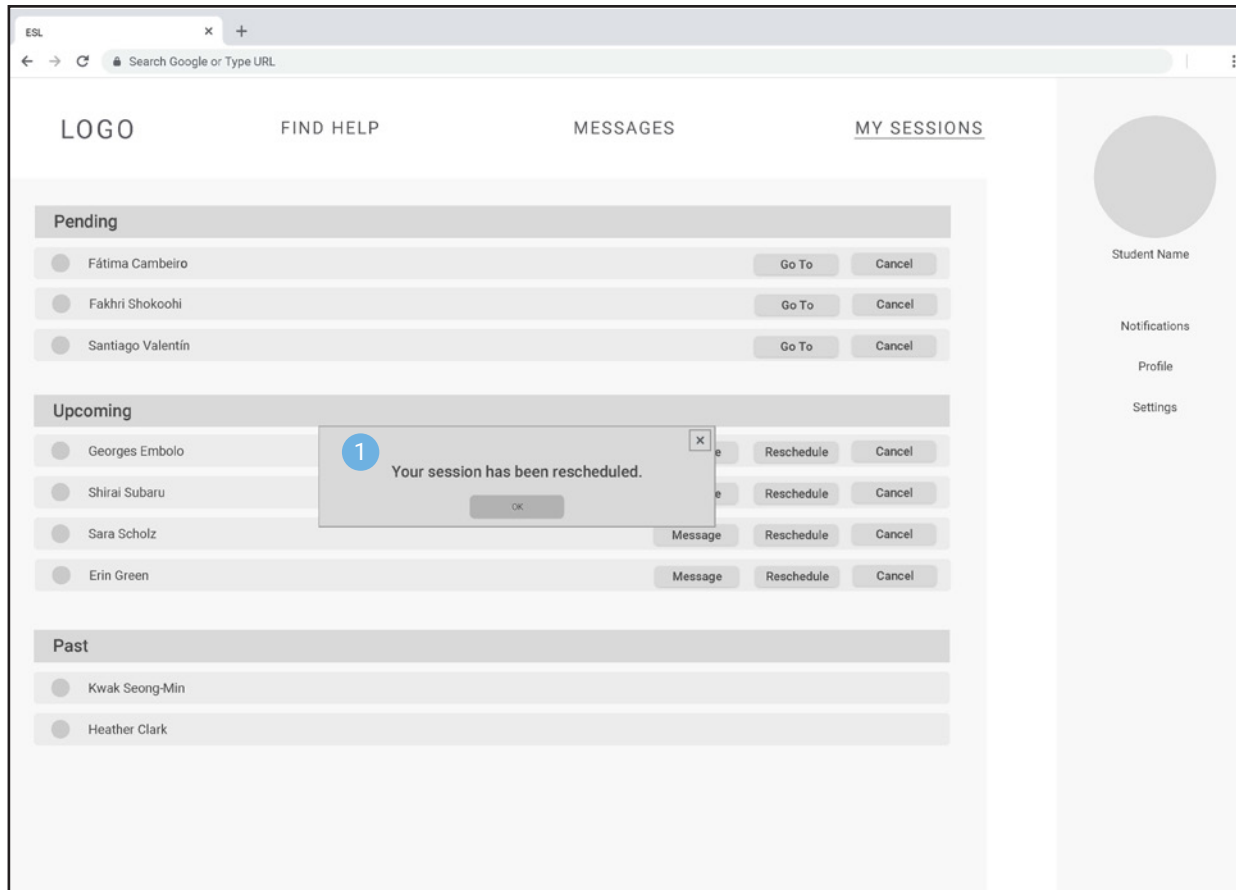 ESL
Search Google or Type URL
LOGO
FIND HELP
MESSAGES
MY SESSIONS
Student Name
Notifications
Profile
Settings
Pending
Fátima Cambeiro
Go To
Cancel
Fakhri Shokoohi
Go To
Cancel
Santiago Valentín
Go To
Cancel
Upcoming
Georges Embolo
Reschedule
Cancel
Shirai Subaru
Reschedule
Cancel
1
Your session has been rescheduled.
OK
Sara Scholz
Message
Reschedule
Cancel
Erin Green
Message
Reschedule
Cancel
Past
Kwak Seong-Min
Heather Clark